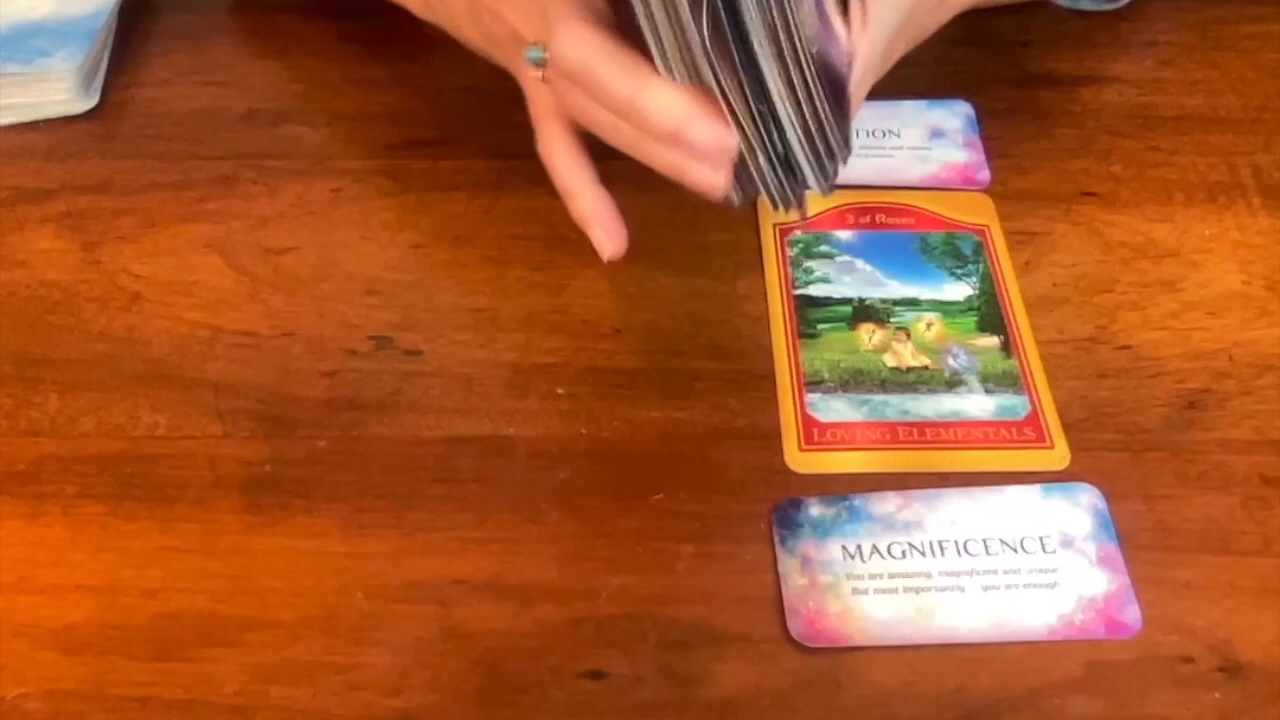 TION
3 of Roses
LOVING ELEMENTALS
MAGNIFICENCE
You are amazing, magnificent and unique
But most importantly you are enough